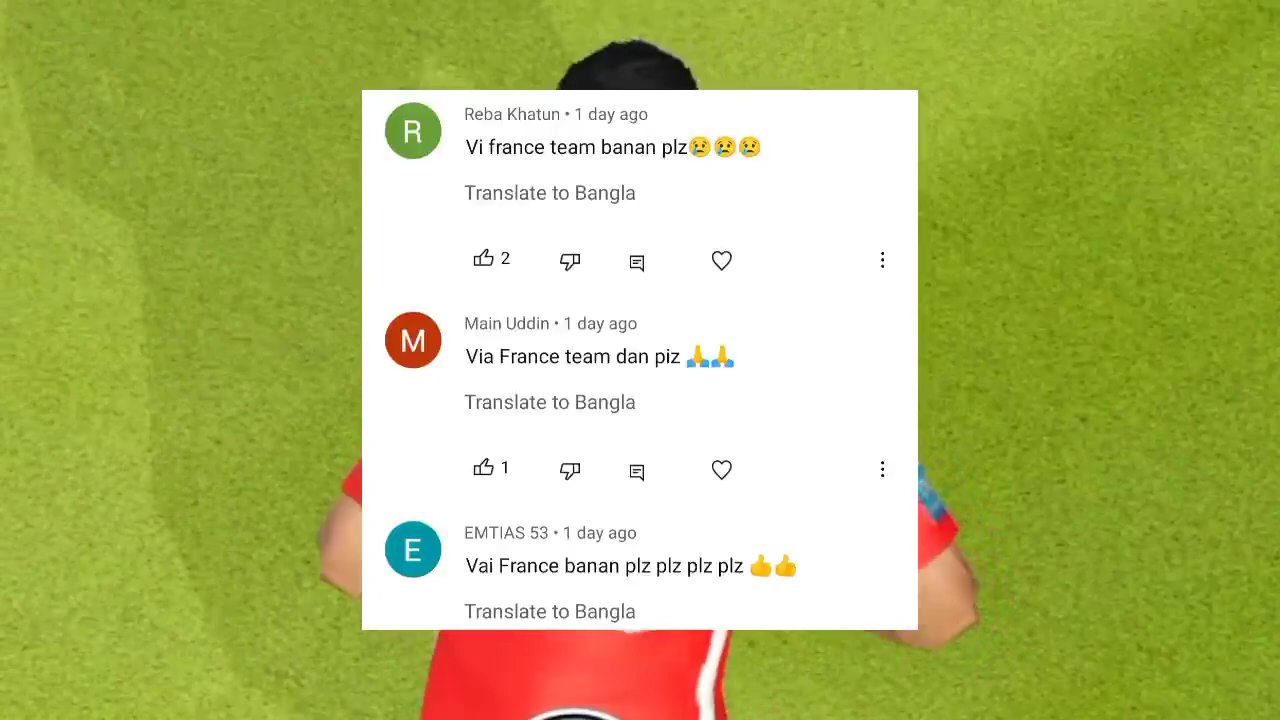 R
Reba Khatun • 1 day ago
Vi france team banan plz😢😢😢
Translate to Bangla
2
M
Main Uddin • 1 day ago
Via France team dan piz 🙏🙏
Translate to Bangla
1
E
EMTIAS 53 • 1 day ago
Vai France banan plz plz plz plz 👍👍
Translate to Bangla